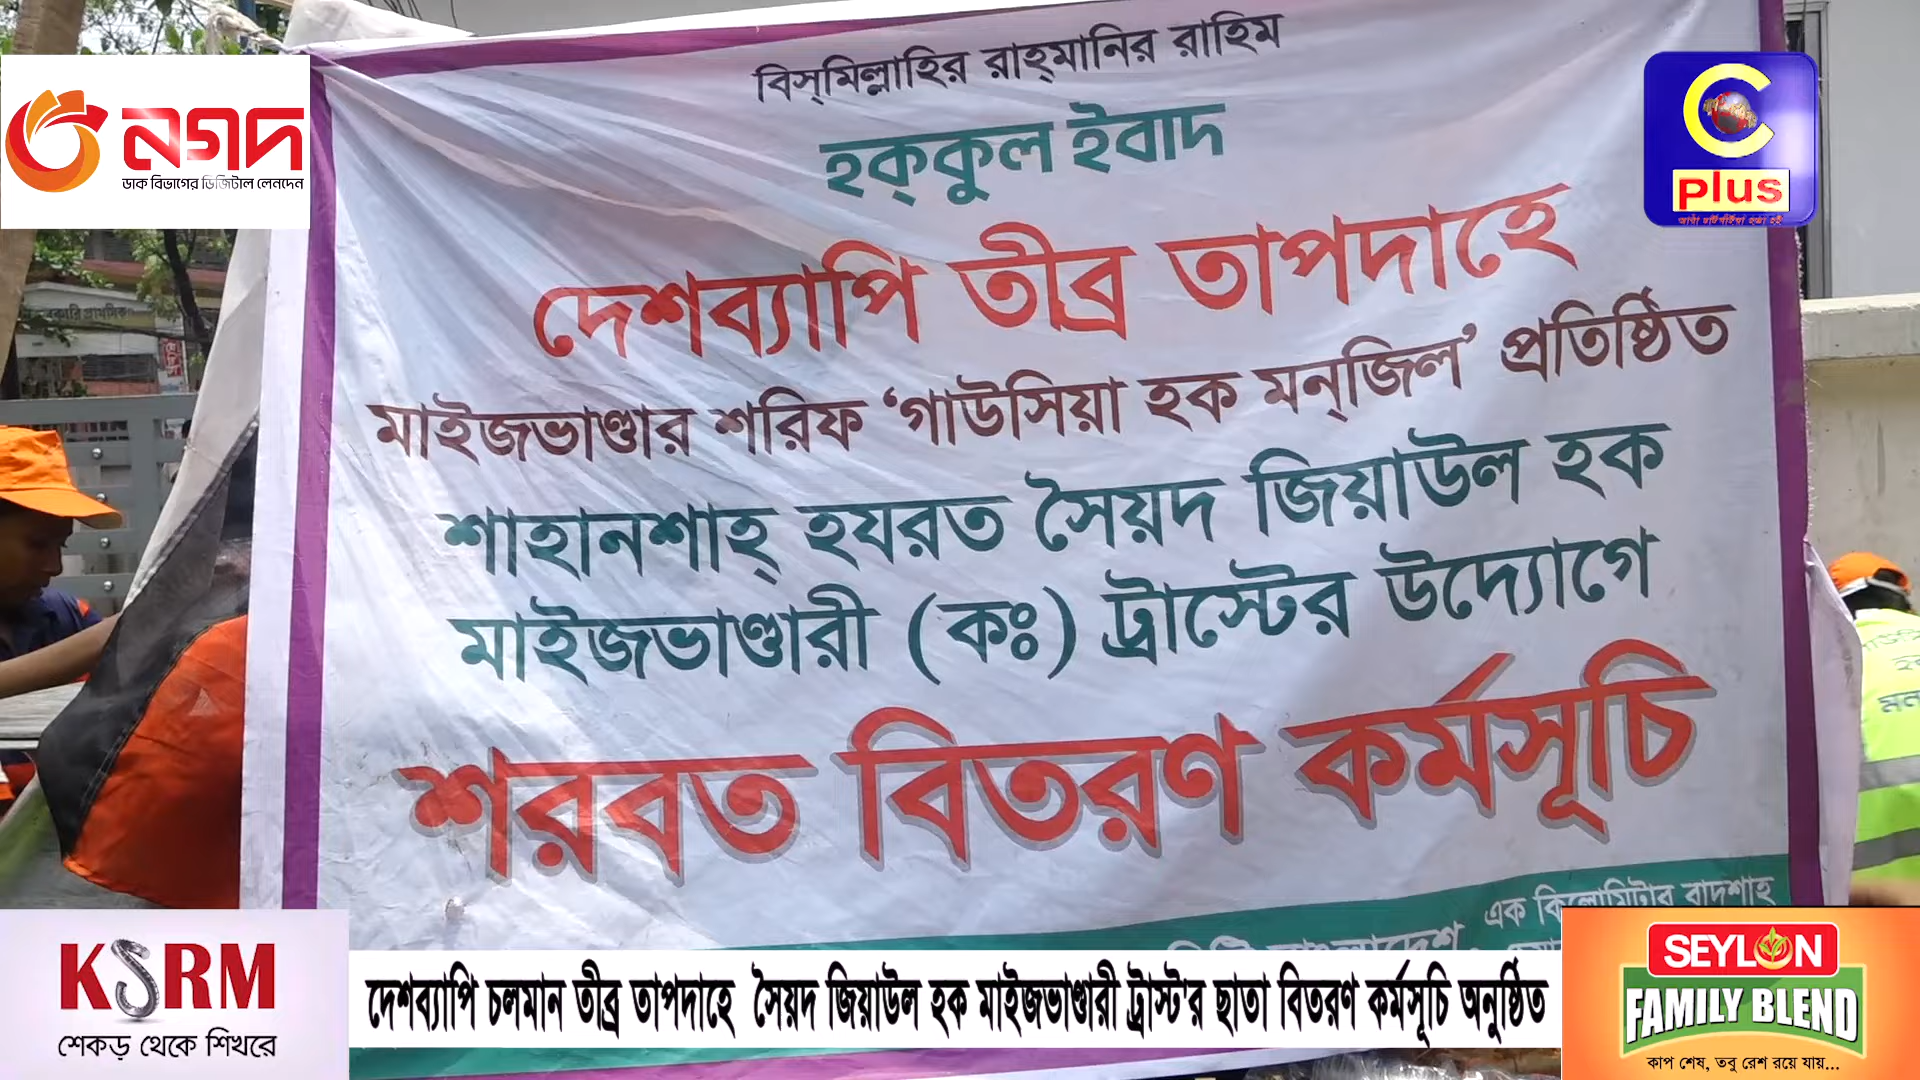 বিস্‌মিল্লাহির রাহ্‌মানির রাহিম
হক্‌কুল ইবাদ
দেশব্যাপি তীব্র তাপদাহে
মাইজভাণ্ডার শরিফ ‘গাউসিয়া হক মন্‌জিল’ প্রতিষ্ঠিত
শাহানশাহ্ হযরত সৈয়দ জিয়াউল হক
মাইজভাণ্ডারী (কঃ) ট্রাস্টের উদ্যোগে
শরবত বিতরণ কর্মসূচি
এক কিলোমিটার বাদশাহ
নগদ
ডাক বিভাগের ডিজিটাল লেনদেন
C
plus
KSRM
শেকড় থেকে শিখরে
দেশব্যাপি চলমান তীব্র তাপদাহে সৈয়দ জিয়াউল হক মাইজভাণ্ডারী ট্রাস্ট'র ছাতা বিতরণ কর্মসূচি অনুষ্ঠিত
SEYLON
FAMILY BLEND
কাপ শেষ, তবু রেশ রয়ে যায়...